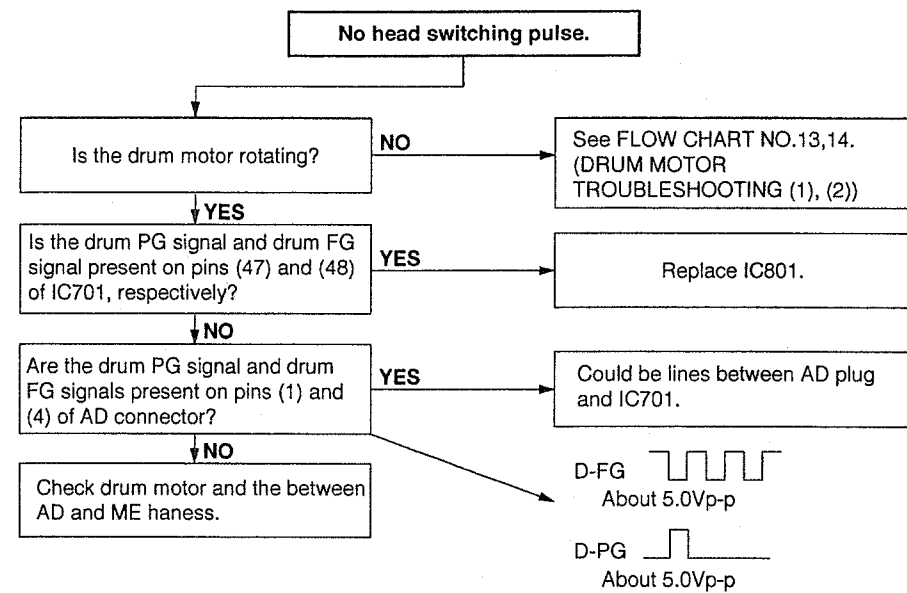 No head switching pulse.
Is the drum motor rotating?
NO
See FLOW CHART NO.13,14.
(DRUM MOTOR
TROUBLESHOOTING (1), (2))
YES
Is the drum PG signal and drum FG
signal present on pins (47) and (48)
of IC701, respectively?
YES
Replace IC801.
NO
Are the drum PG signal and drum
FG signals present on pins (1) and
(4) of AD connector?
YES
Could be lines between AD plug
and IC701.
NO
Check drum motor and the between
AD and ME haness.
D-FG
About 5.0Vp-p
D-PG
About 5.0Vp-p